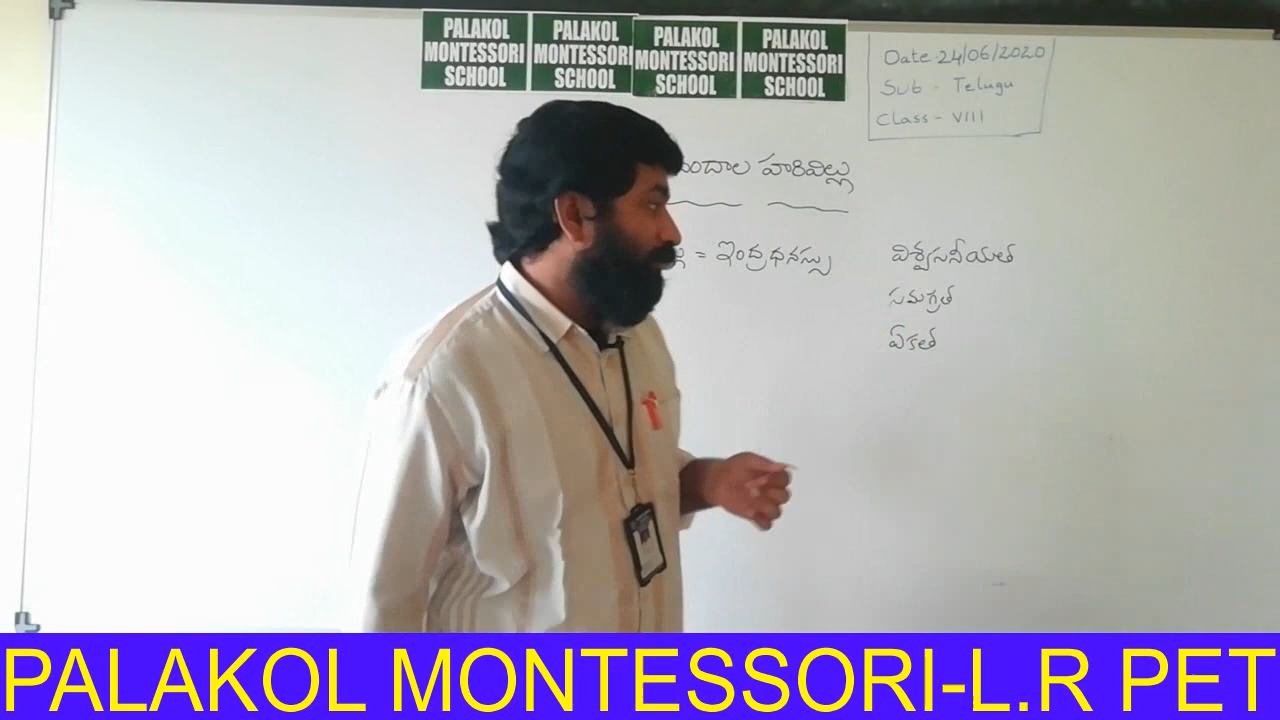 PALAKOL MONTESSORI SCHOOL
PALAKOL MONTESSORI SCHOOL
PALAKOL MONTESSORI SCHOOL
PALAKOL MONTESSORI SCHOOL
Date 24/06/2020
Sub - Telugu
Class - VIII
హరివిల్లు
= ఇంద్రధనస్సు
విశ్వసనీయత
సమగ్రత
ఏకత
PALAKOL MONTESSORI-L.R PET